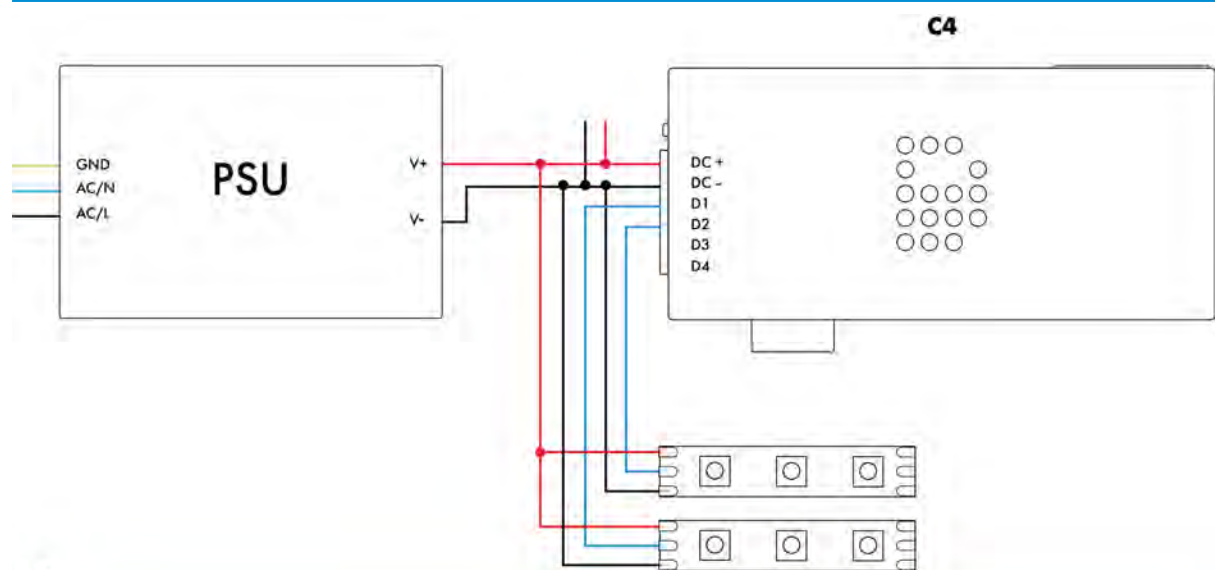 C4
GND
AC/N
AC/L
PSU
V+
V-
DC +
DC -
D1
D2
D3
D4